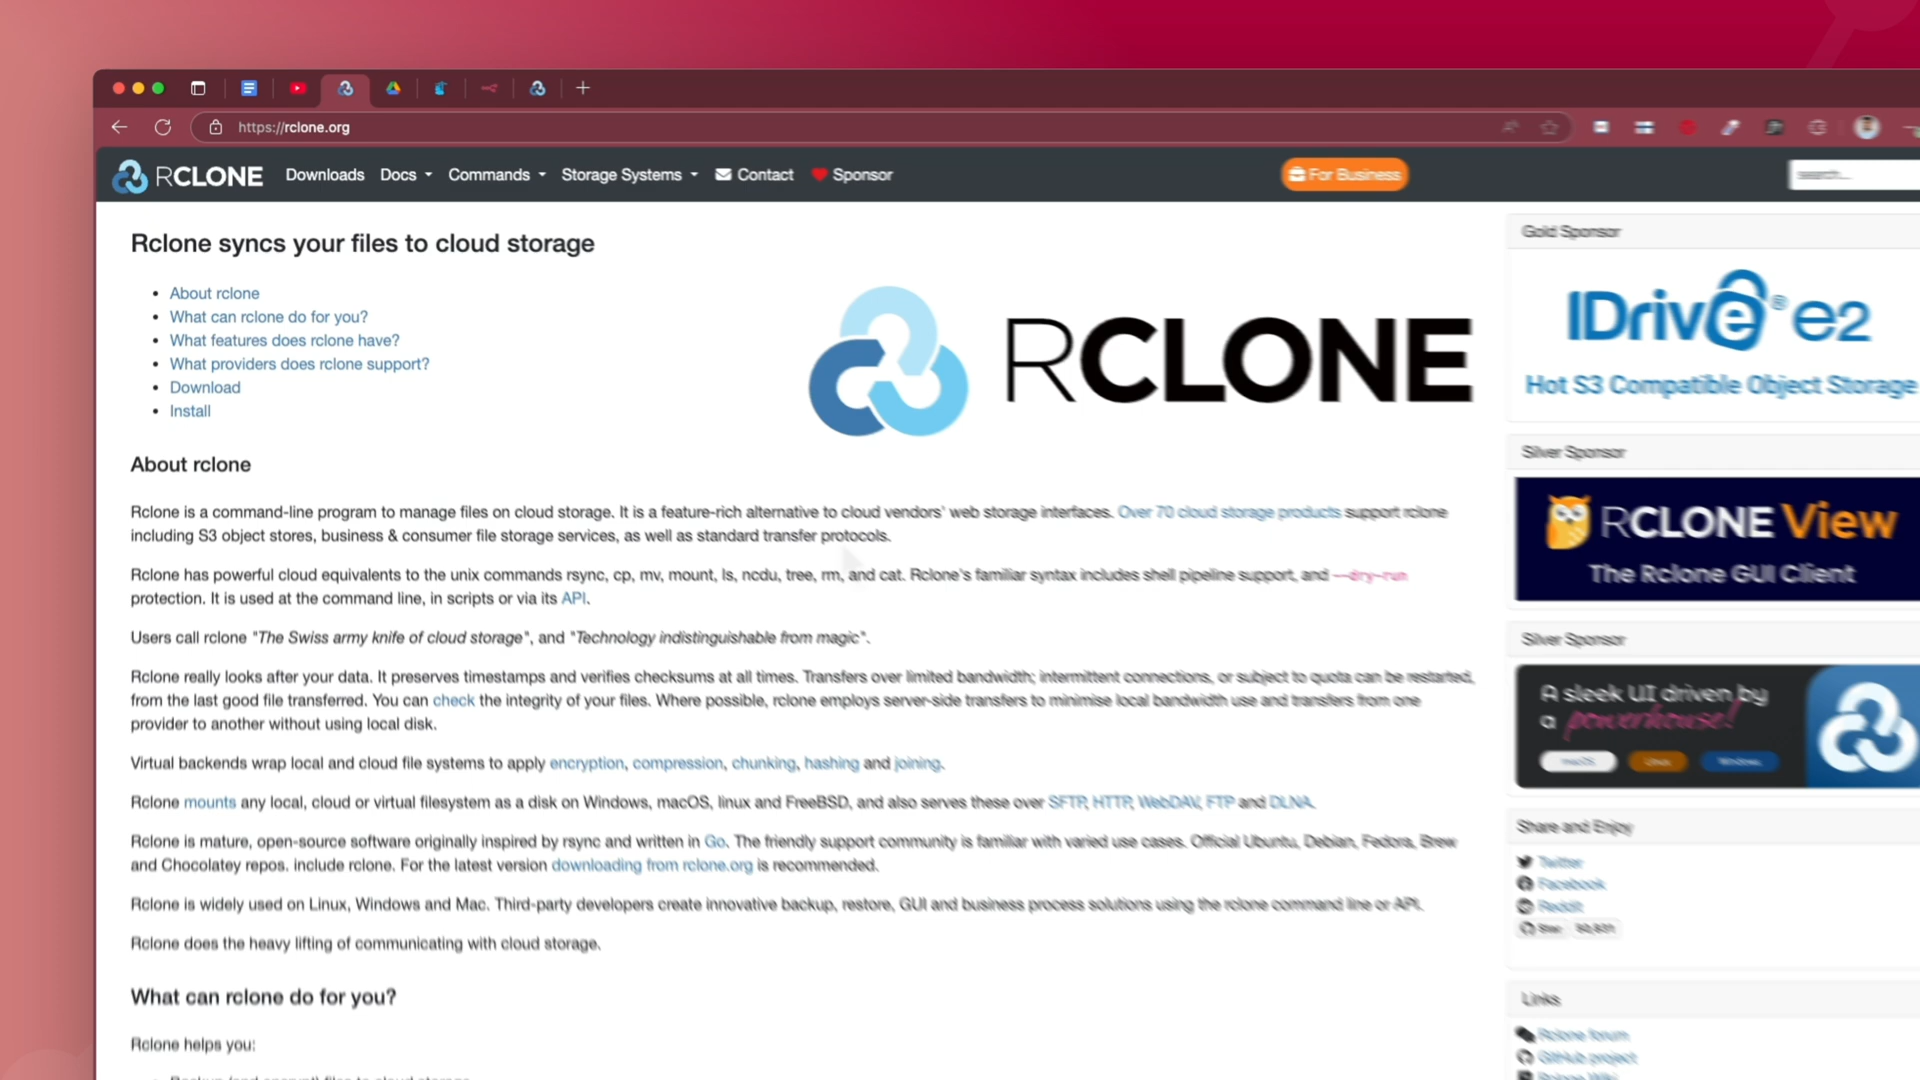 https://rclone.org
RCLONE Downloads Docs Commands Storage Systems Contact Sponsor For Business search...
Rclone syncs your files to cloud storage
About rclone
What can rclone do for you?
What features does rclone have?
What providers does rclone support?
Download
Install
RCLONE
About rclone
Rclone is a command-line program to manage files on cloud storage. It is a feature-rich alternative to cloud vendors' web storage interfaces. Over 70 cloud storage products support rclone
including S3 object stores, business & consumer file storage services, as well as standard transfer protocols.
Rclone has powerful cloud equivalents to the unix commands rsync, cp, mv, mount, ls, ncdu, tree, rm, and cat. Rclone's familiar syntax includes shell pipeline support, and --dry-run
protection. It is used at the command line, in scripts or via its API.
Users call rclone "The Swiss army knife of cloud storage", and "Technology indistinguishable from magic".
Rclone really looks after your data. It preserves timestamps and verifies checksums at all times. Transfers over limited bandwidth; intermittent connections, or subject to quota can be restarted,
from the last good file transferred. You can check the integrity of your files. Where possible, rclone employs server-side transfers to minimise local bandwidth use and transfers from one
provider to another without using local disk.
Virtual backends wrap local and cloud file systems to apply encryption, compression, chunking, hashing and joining.
Rclone mounts any local, cloud or virtual filesystem as a disk on Windows, macOS, linux and FreeBSD, and also serves these over SFTP, HTTP, WebDAV, FTP and DLNA.
Rclone is mature, open-source software originally inspired by rsync and written in Go. The friendly support community is familiar with varied use cases. Official Ubuntu, Debian, Fedora, Brew
and Chocolatey repos. include rclone. For the latest version downloading from rclone.org is recommended.
Rclone is widely used on Linux, Windows and Mac. Third-party developers create innovative backup, restore, GUI and business process solutions using the rclone command line or API.
Rclone does the heavy lifting of communicating with cloud storage.
What can rclone do for you?
Rclone helps you:
Backup (and encrypt) files to cloud storage
Gold Sponsor
IDrive® e2
Hot S3 Compatible Object Storage
Silver Sponsor
RCLONE View
The Rclone GUI Client
Silver Sponsor
A sleek UI driven by
a powerhouse!
macOS Linux Windows
Share and Enjoy
Twitter
Facebook
Reddit
Star
Links
Rclone forum
GitHub project
Rclone Wiki